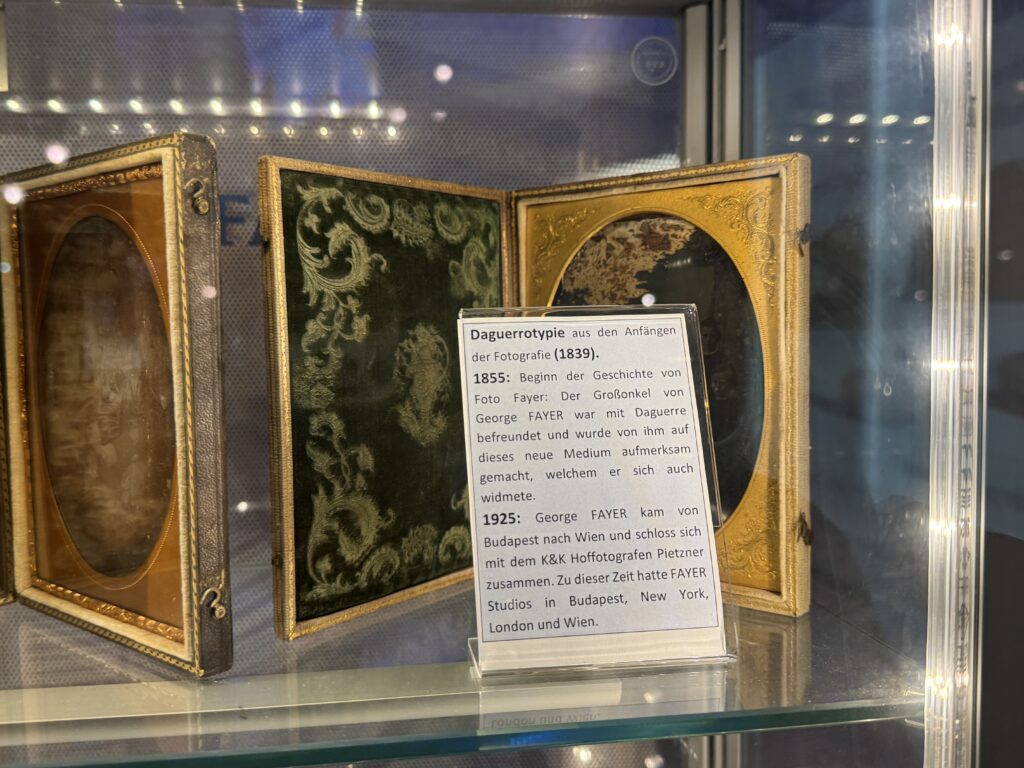 Daguerrotypie aus den Anfängen
der Fotografie (1839).
1855: Beginn der Geschichte von
Foto Fayer: Der Großonkel von
George FAYER war mit Daguerre
befreundet und wurde von ihm auf
dieses neue Medium aufmerksam
gemacht, welchem er sich auch
widmete.
1925: George FAYER kam von
Budapest nach Wien und schloss sich
mit dem K&K Hoffotografen Pietzner
zusammen. Zu dieser Zeit hatte FAYER
Studios in Budapest, New York,
London und Wien.